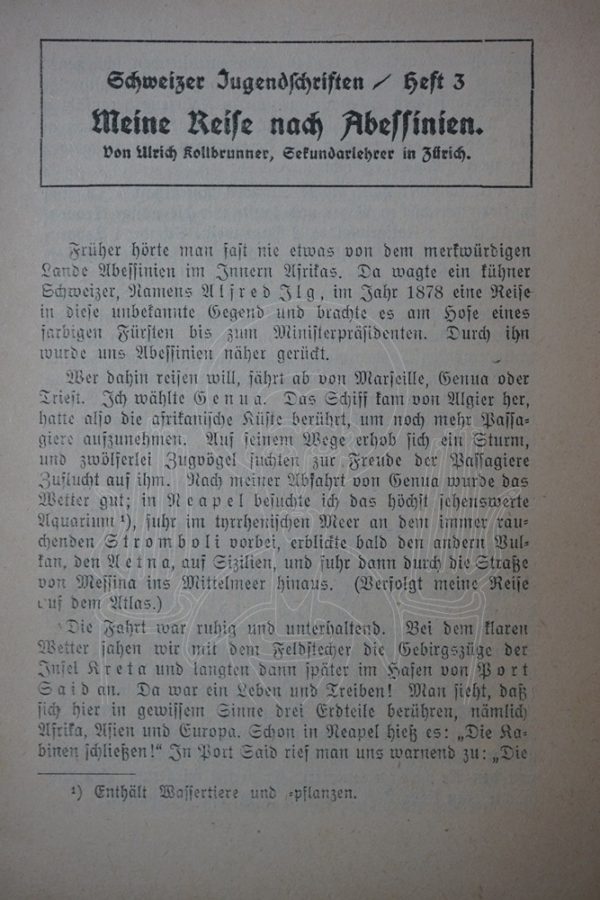 Schweizer Jugendschriften / Heft 3
Meine Reise nach Abessinien.
Von Ulrich Kollbrunner, Sekundarlehrer in Zürich.
Früher hörte man fast nie etwas von dem merkwürdigen
Lande Abessinien im Innern Afrikas. Da wagte ein kühner
Schweizer, Namens Alfred Ilg, im Jahr 1878 eine Reise
in diese unbekannte Gegend und brachte es am Hofe eines
farbigen Fürsten bis zum Ministerpräsidenten. Durch ihn
wurde uns Abessinien näher gerückt.
Wer dahin reisen will, fährt ab von Marseille, Genua oder
Triest. Ich wählte Genua. Das Schiff kam von Algier her,
hatte also die afrikanische Küste berührt, um noch mehr Passa-
giere aufzunehmen. Auf seinem Wege erhob sich ein Sturm,
und zwölferlei Zugvögel suchten zur Freude der Passagiere
Zuflucht auf ihm. Nach meiner Abfahrt von Genua wurde das
Wetter gut; in Neapel besuchte ich das höchst sehenswerte
Aquarium ¹), fuhr im tyrrhenischen Meer an dem immer rau-
chenden Stromboli vorbei, erblickte bald den andern Vul-
kan, den Aetna, auf Sizilien, und fuhr dann durch die Straße
von Messina ins Mittelmeer hinaus. (Verfolgt meine Reise
auf dem Atlas.)
Die Fahrt war ruhig und unterhaltend. Bei dem klaren
Wetter sahen wir mit dem Feldstecher die Gebirgszüge der
Insel Kreta und langten dann später im Hafen von Port
Said an. Da war ein Leben und Treiben! Man sieht, daß
sich hier in gewissem Sinne drei Erdteile berühren, nämlich
Afrika, Asien und Europa. Schon in Neapel hieß es: „Die Ka-
binen schließen!“ In Port Said rief man uns warnend zu: „Die
¹) Enthält Wassertiere und -pflanzen.